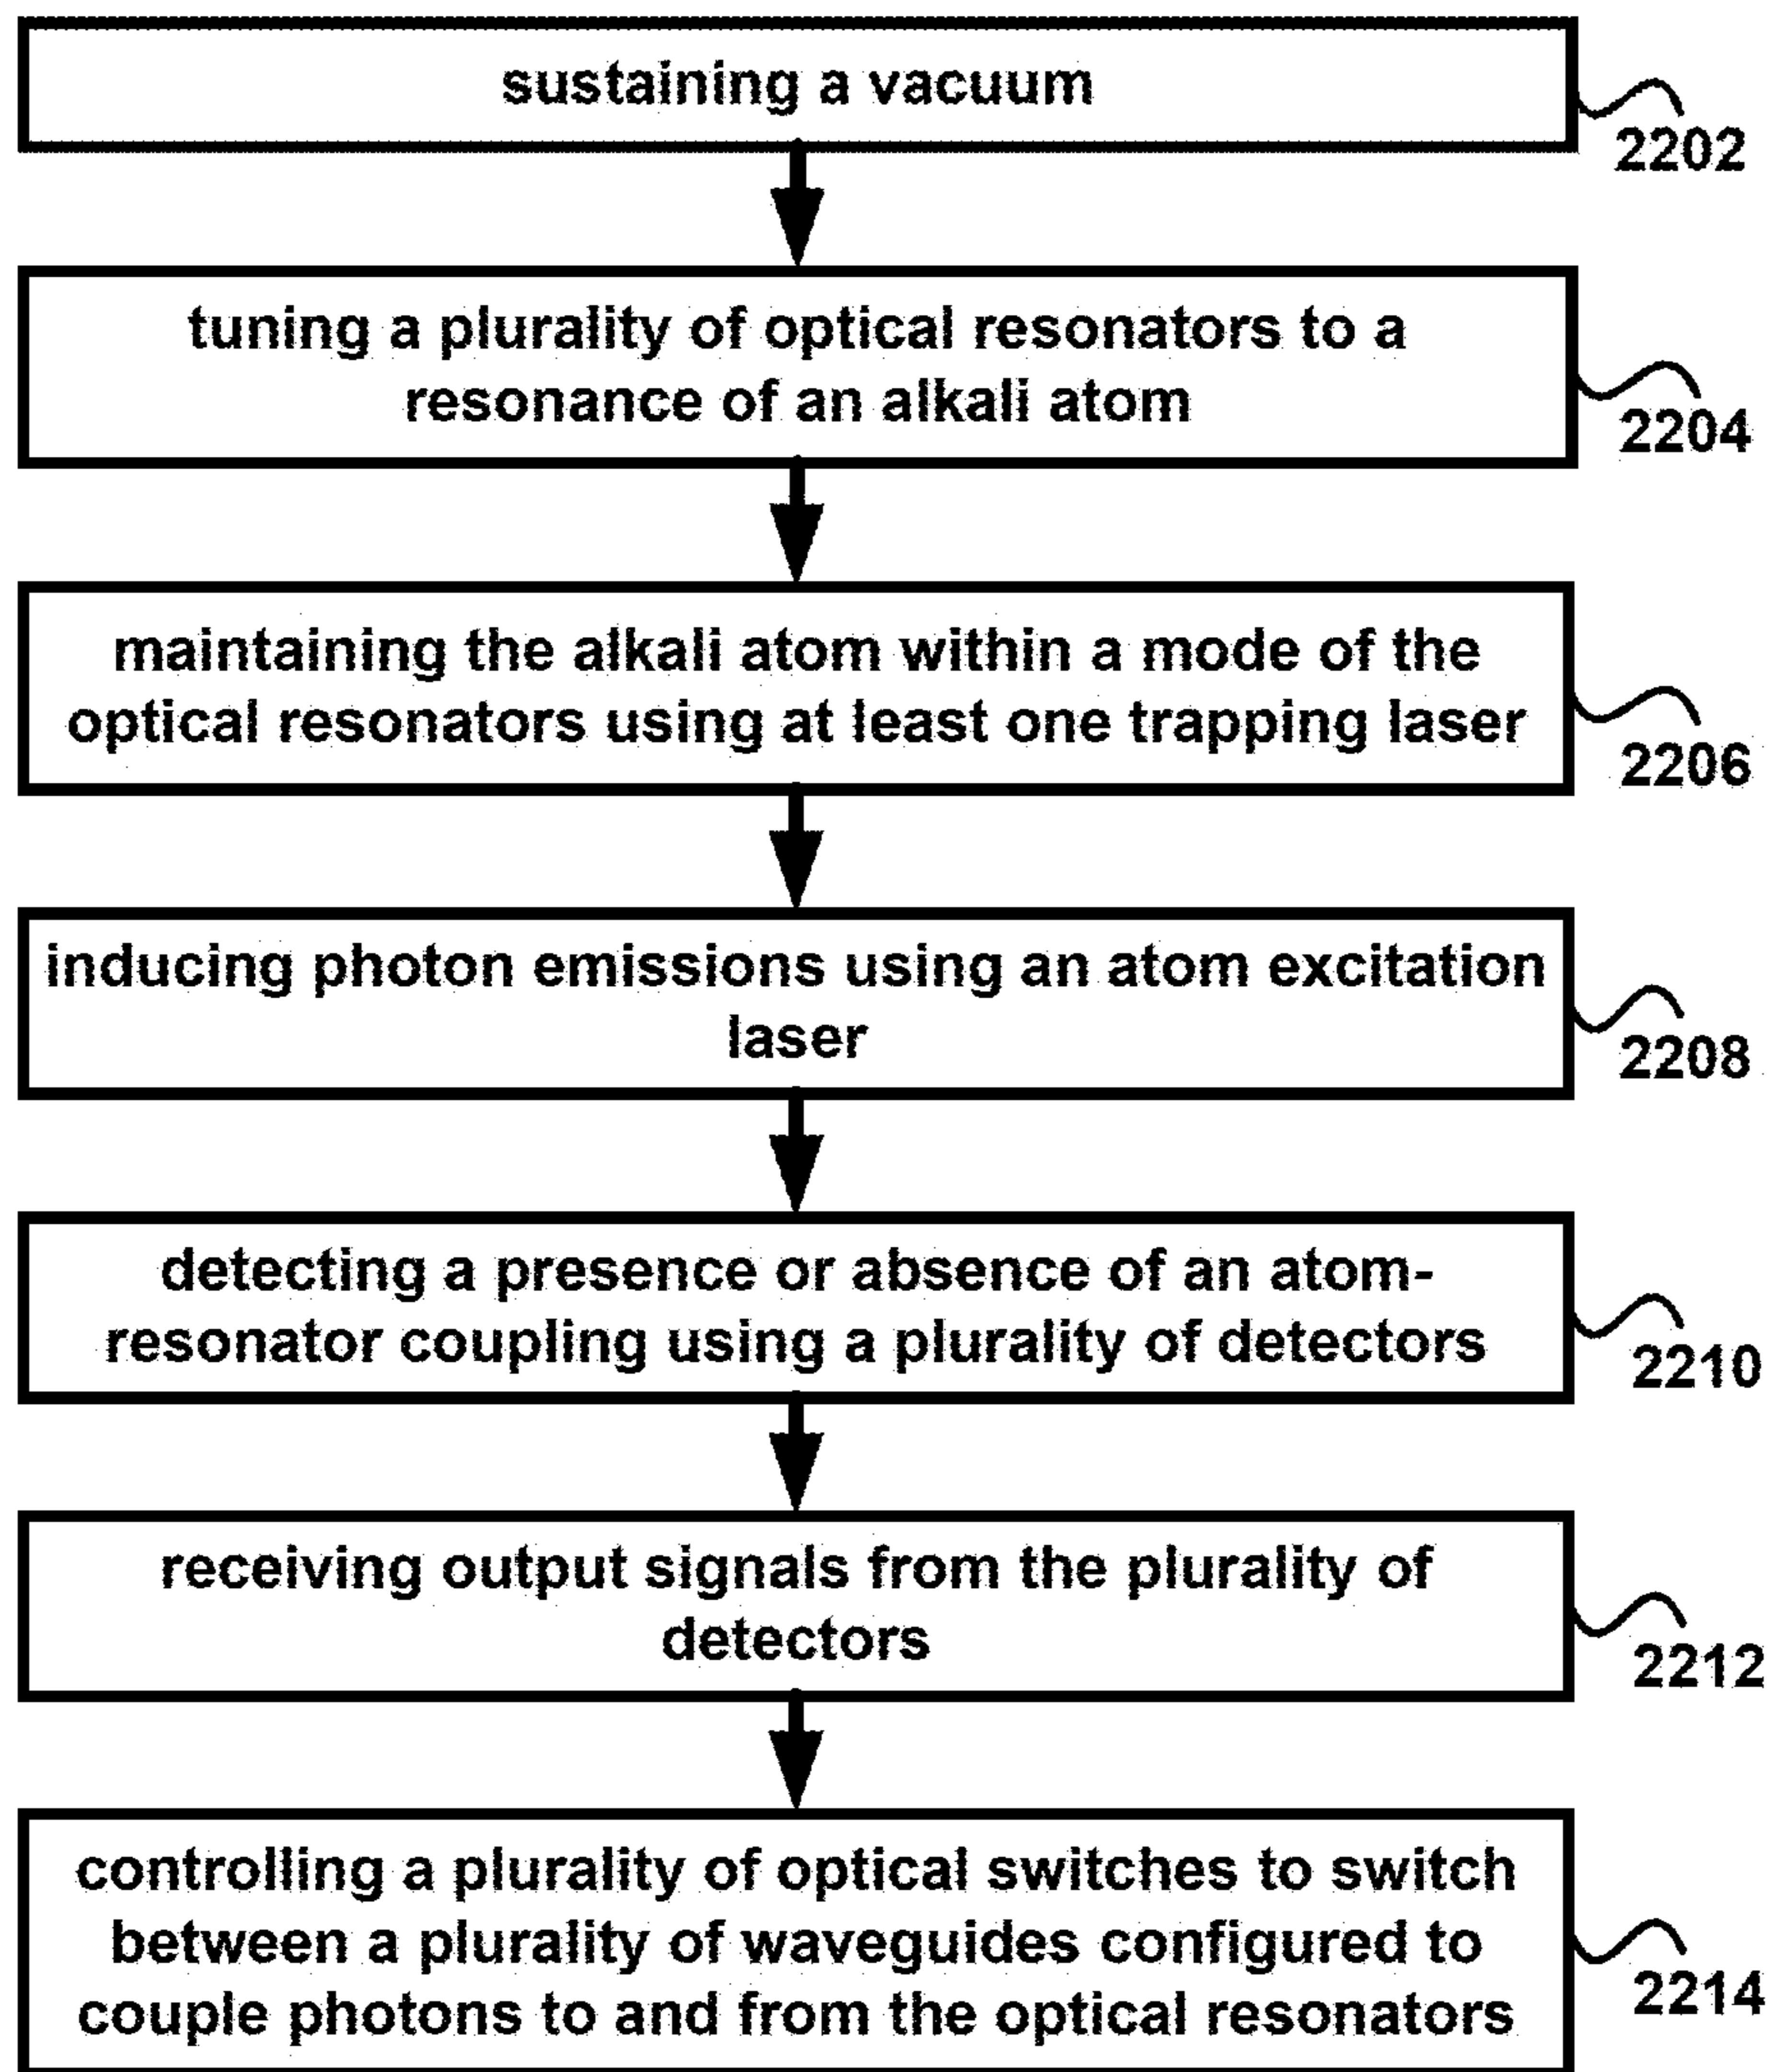 sustaining a vacuum
2202
tuning a plurality of optical resonators to a
resonance of an alkali atom
2204
maintaining the alkali atom within a mode of the
optical resonators using at least one trapping laser
2206
inducing photon emissions using an atom excitation
laser
2208
detecting a presence or absence of an atom-
resonator coupling using a plurality of detectors
2210
receiving output signals from the plurality of
detectors
2212
controlling a plurality of optical switches to switch
between a plurality of waveguides configured to
couple photons to and from the optical resonators
2214